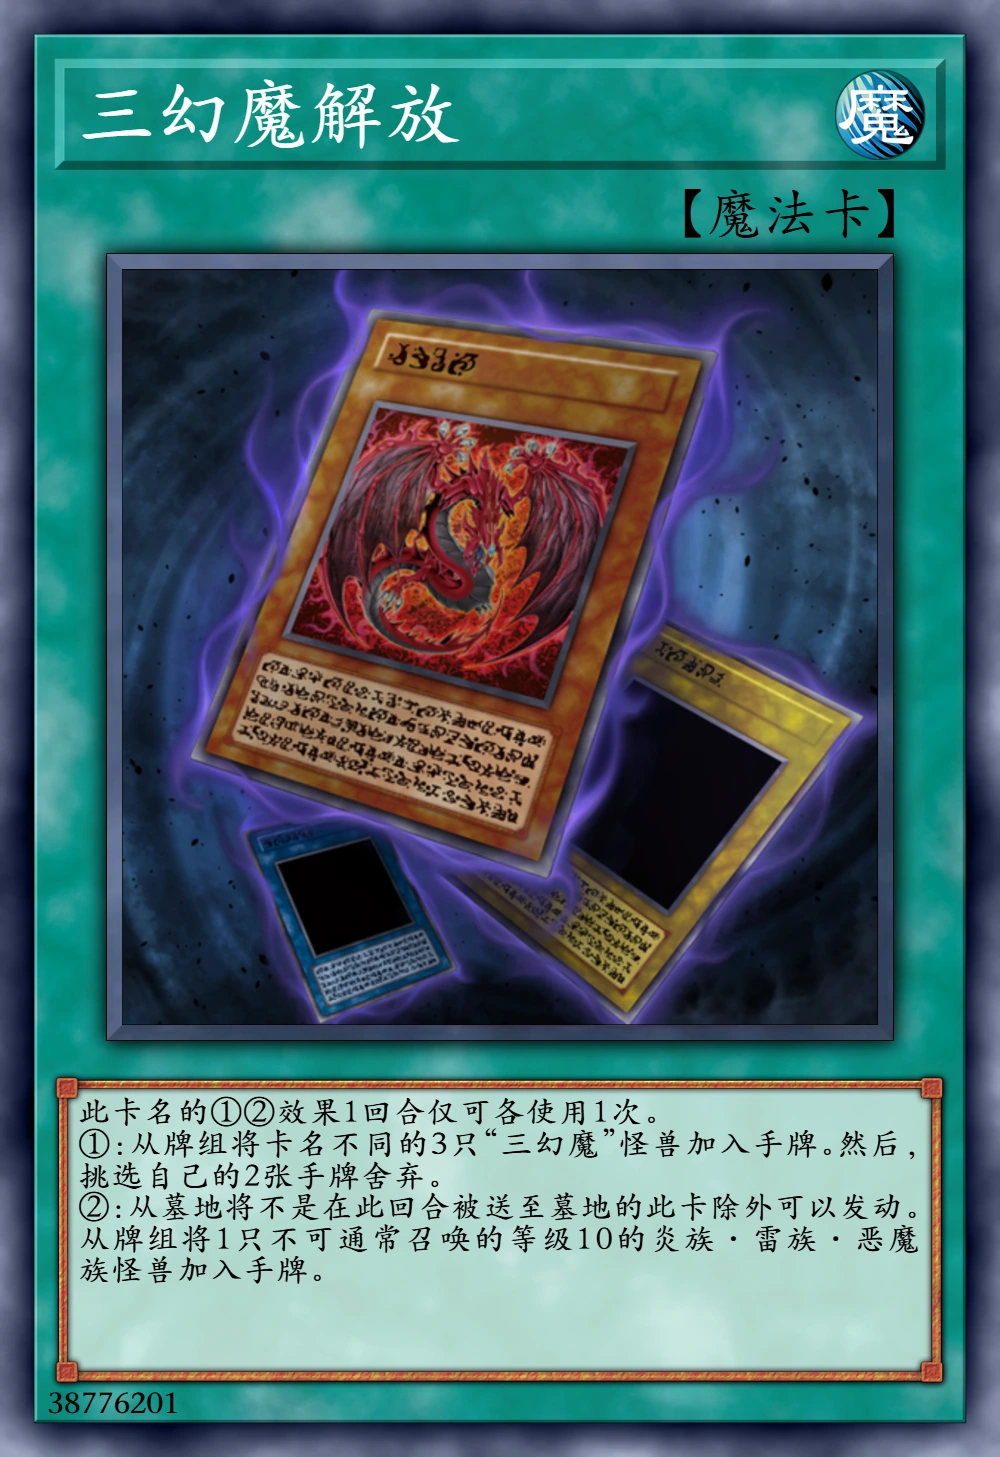 三幻魔解放
魔
【魔法卡】
此卡名的①②效果1回合仅可各使用1次。
①:从牌组将卡名不同的3只“三幻魔”怪兽加入手牌。然后,
挑选自己的2张手牌舍弃。
②:从墓地将不是在此回合被送至墓地的此卡除外可以发动。
从牌组将1只不可通常召唤的等级10的炎族・雷族・恶魔
族怪兽加入手牌。
38776201